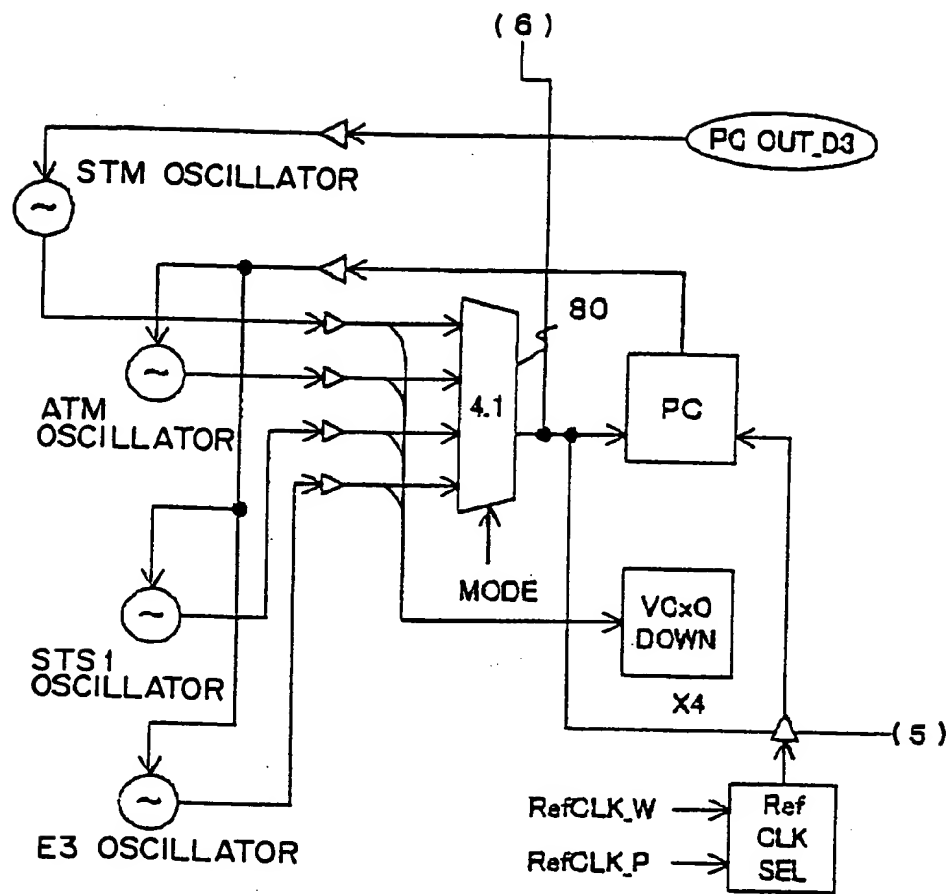 (6)
PC OUT_D3
STM OSCILLATOR
~
80
~
4.1
PC
ATM
OSCILLATOR
MODE
VCxO
DOWN
~
STS1
OSCILLATOR
X4
(5)
~
E3 OSCILLATOR
RefCLK_W
RefCLK_P
Ref
CLK
SEL